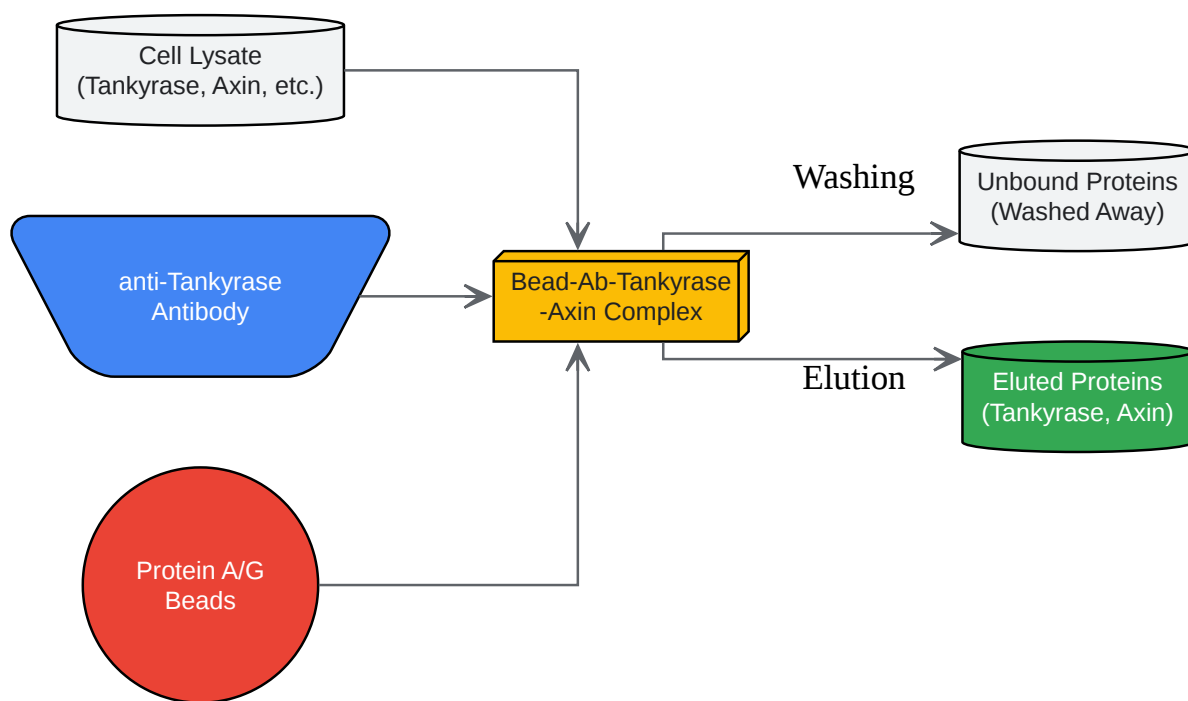 Cell Lysate
(Tankyrase, Axin, etc.)
anti-Tankyrase
Antibody
Protein A/G
Beads
Bead-Ab-Tankyrase
-Axin Complex
Washing
Unbound Proteins
(Washed Away)
Elution
Eluted Proteins
(Tankyrase, Axin)